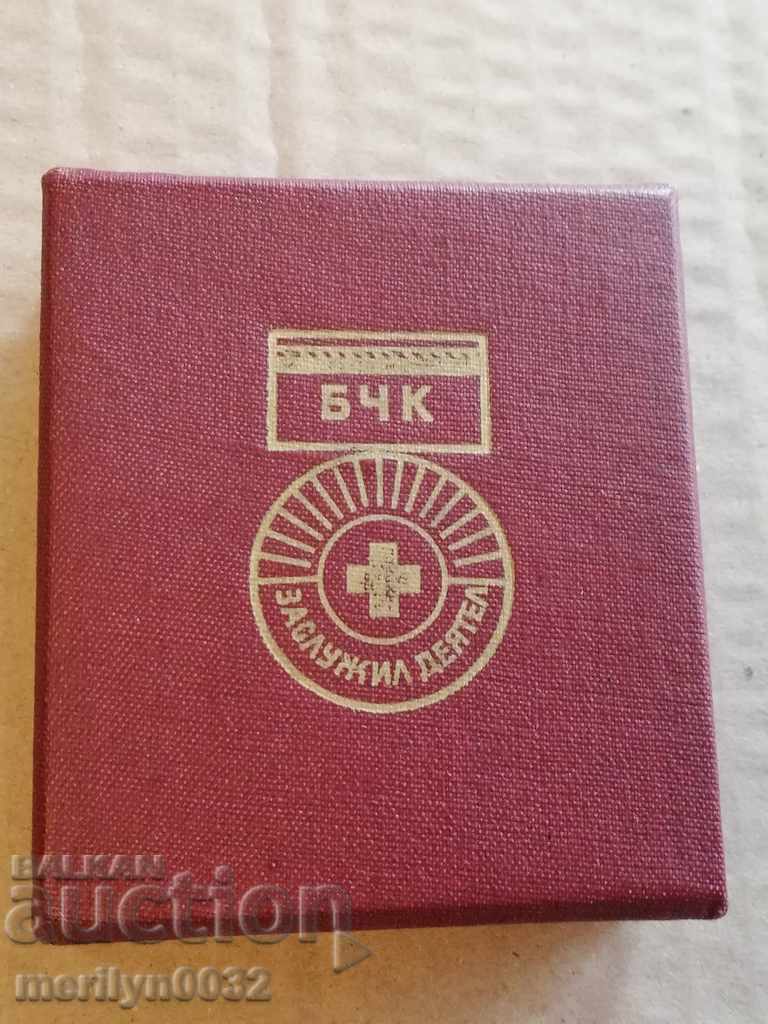 БЧК
ЗАСЛУЖИЛ ДЕЯТЕЛ
BALKAN
auction
merilyn0032